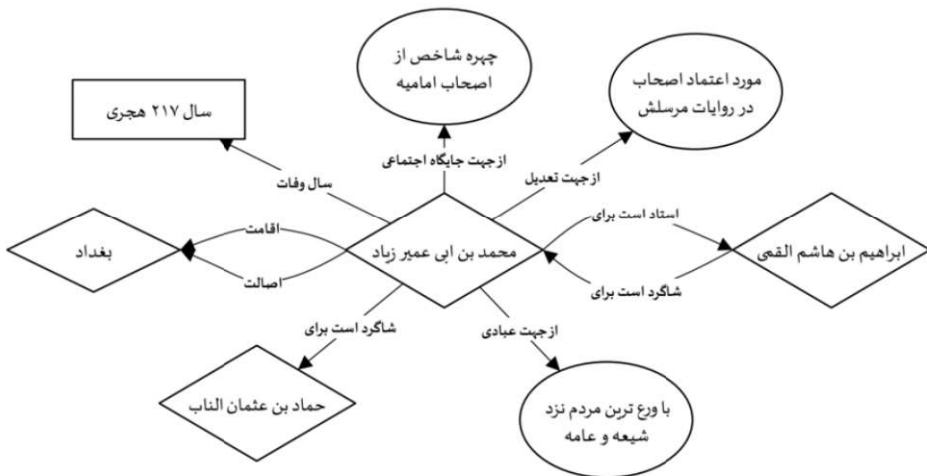 چهره شاخص از
اصحاب امامیه
مورد اعتماد اصحاب
در روایات مرسلش
سال ۲۱۷ هجری
از جهت جایگاه اجتماعی
از جهت تعدیل
سال وفات
استاد است برای
اقامت
بغداد
محمد بن ابی عمیر زیاد
ابراهیم بن هاشم القمی
اصالت
شاگرد است برای
شاگرد است برای
از جهت عبادی
حماد بن عثمان الناب
با ورع ترین مردم نزد
شیعه و عامه